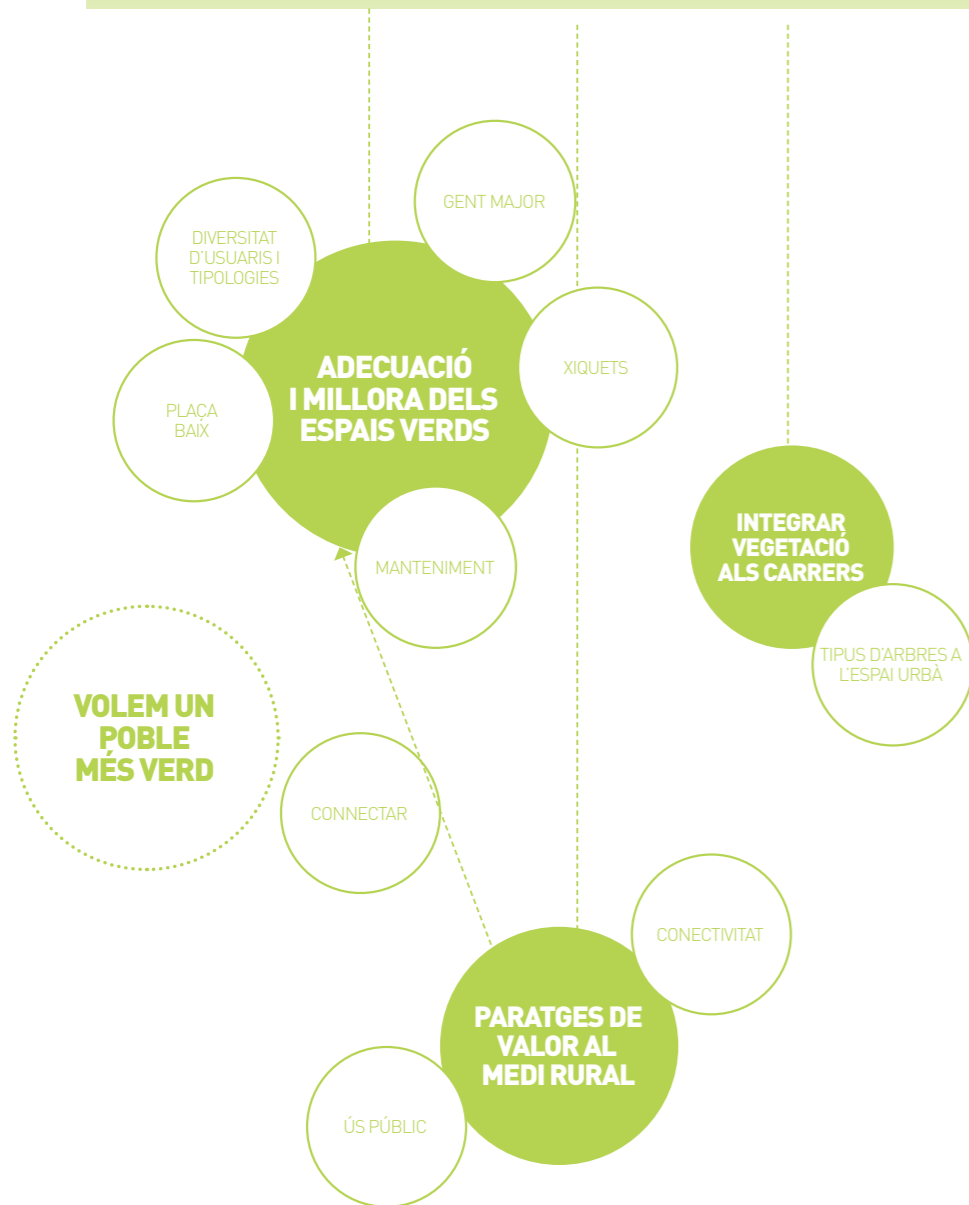 GENT MAJOR
DIVERSITAT
D'USUARIS I
TIPOLOGIES
ADECUACIÓ
I MILLORA DELS
ESPAIS VERDS
XIQUETS
PLAÇA
BAIX
MANTENIMENT
INTEGRAR
VEGETACIÓ
ALS CARRERS
TIPUS D'ARBRES A
L'ESPAI URBÀ
VOLEM UN
POBLE
MÉS VERD
CONNECTAR
CONECTIVITAT
PARATGES DE
VALOR AL
MEDI RURAL
ÚS PÚBLIC